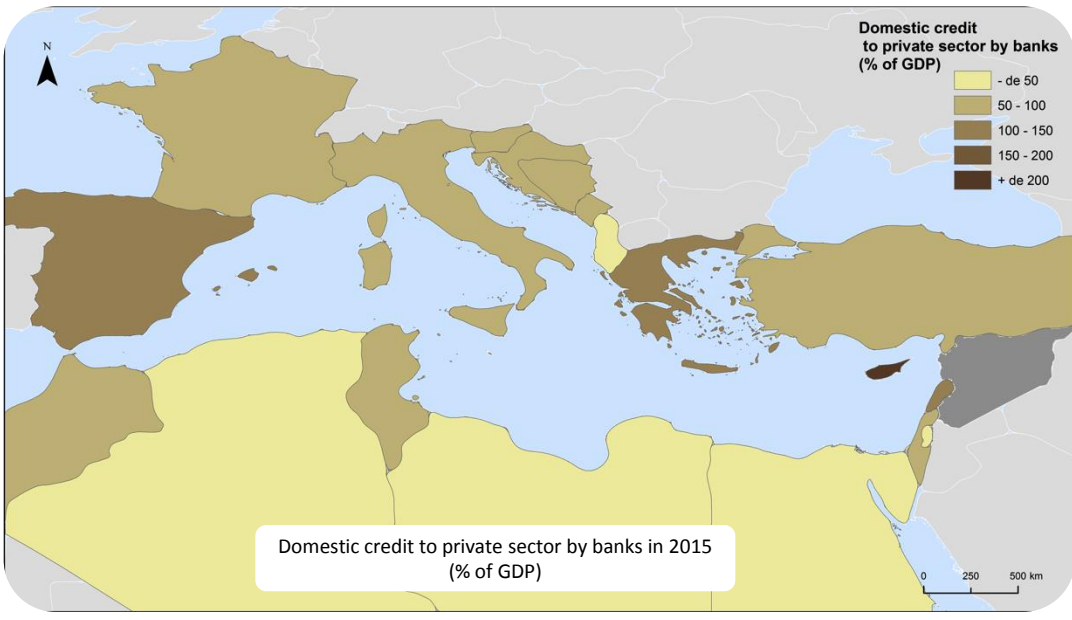 N
Domestic credit
to private sector by banks
(% of GDP)
- de 50
50 - 100
100 - 150
150 - 200
+ de 200
Domestic credit to private sector by banks in 2015
(% of GDP)
0 250 500 km